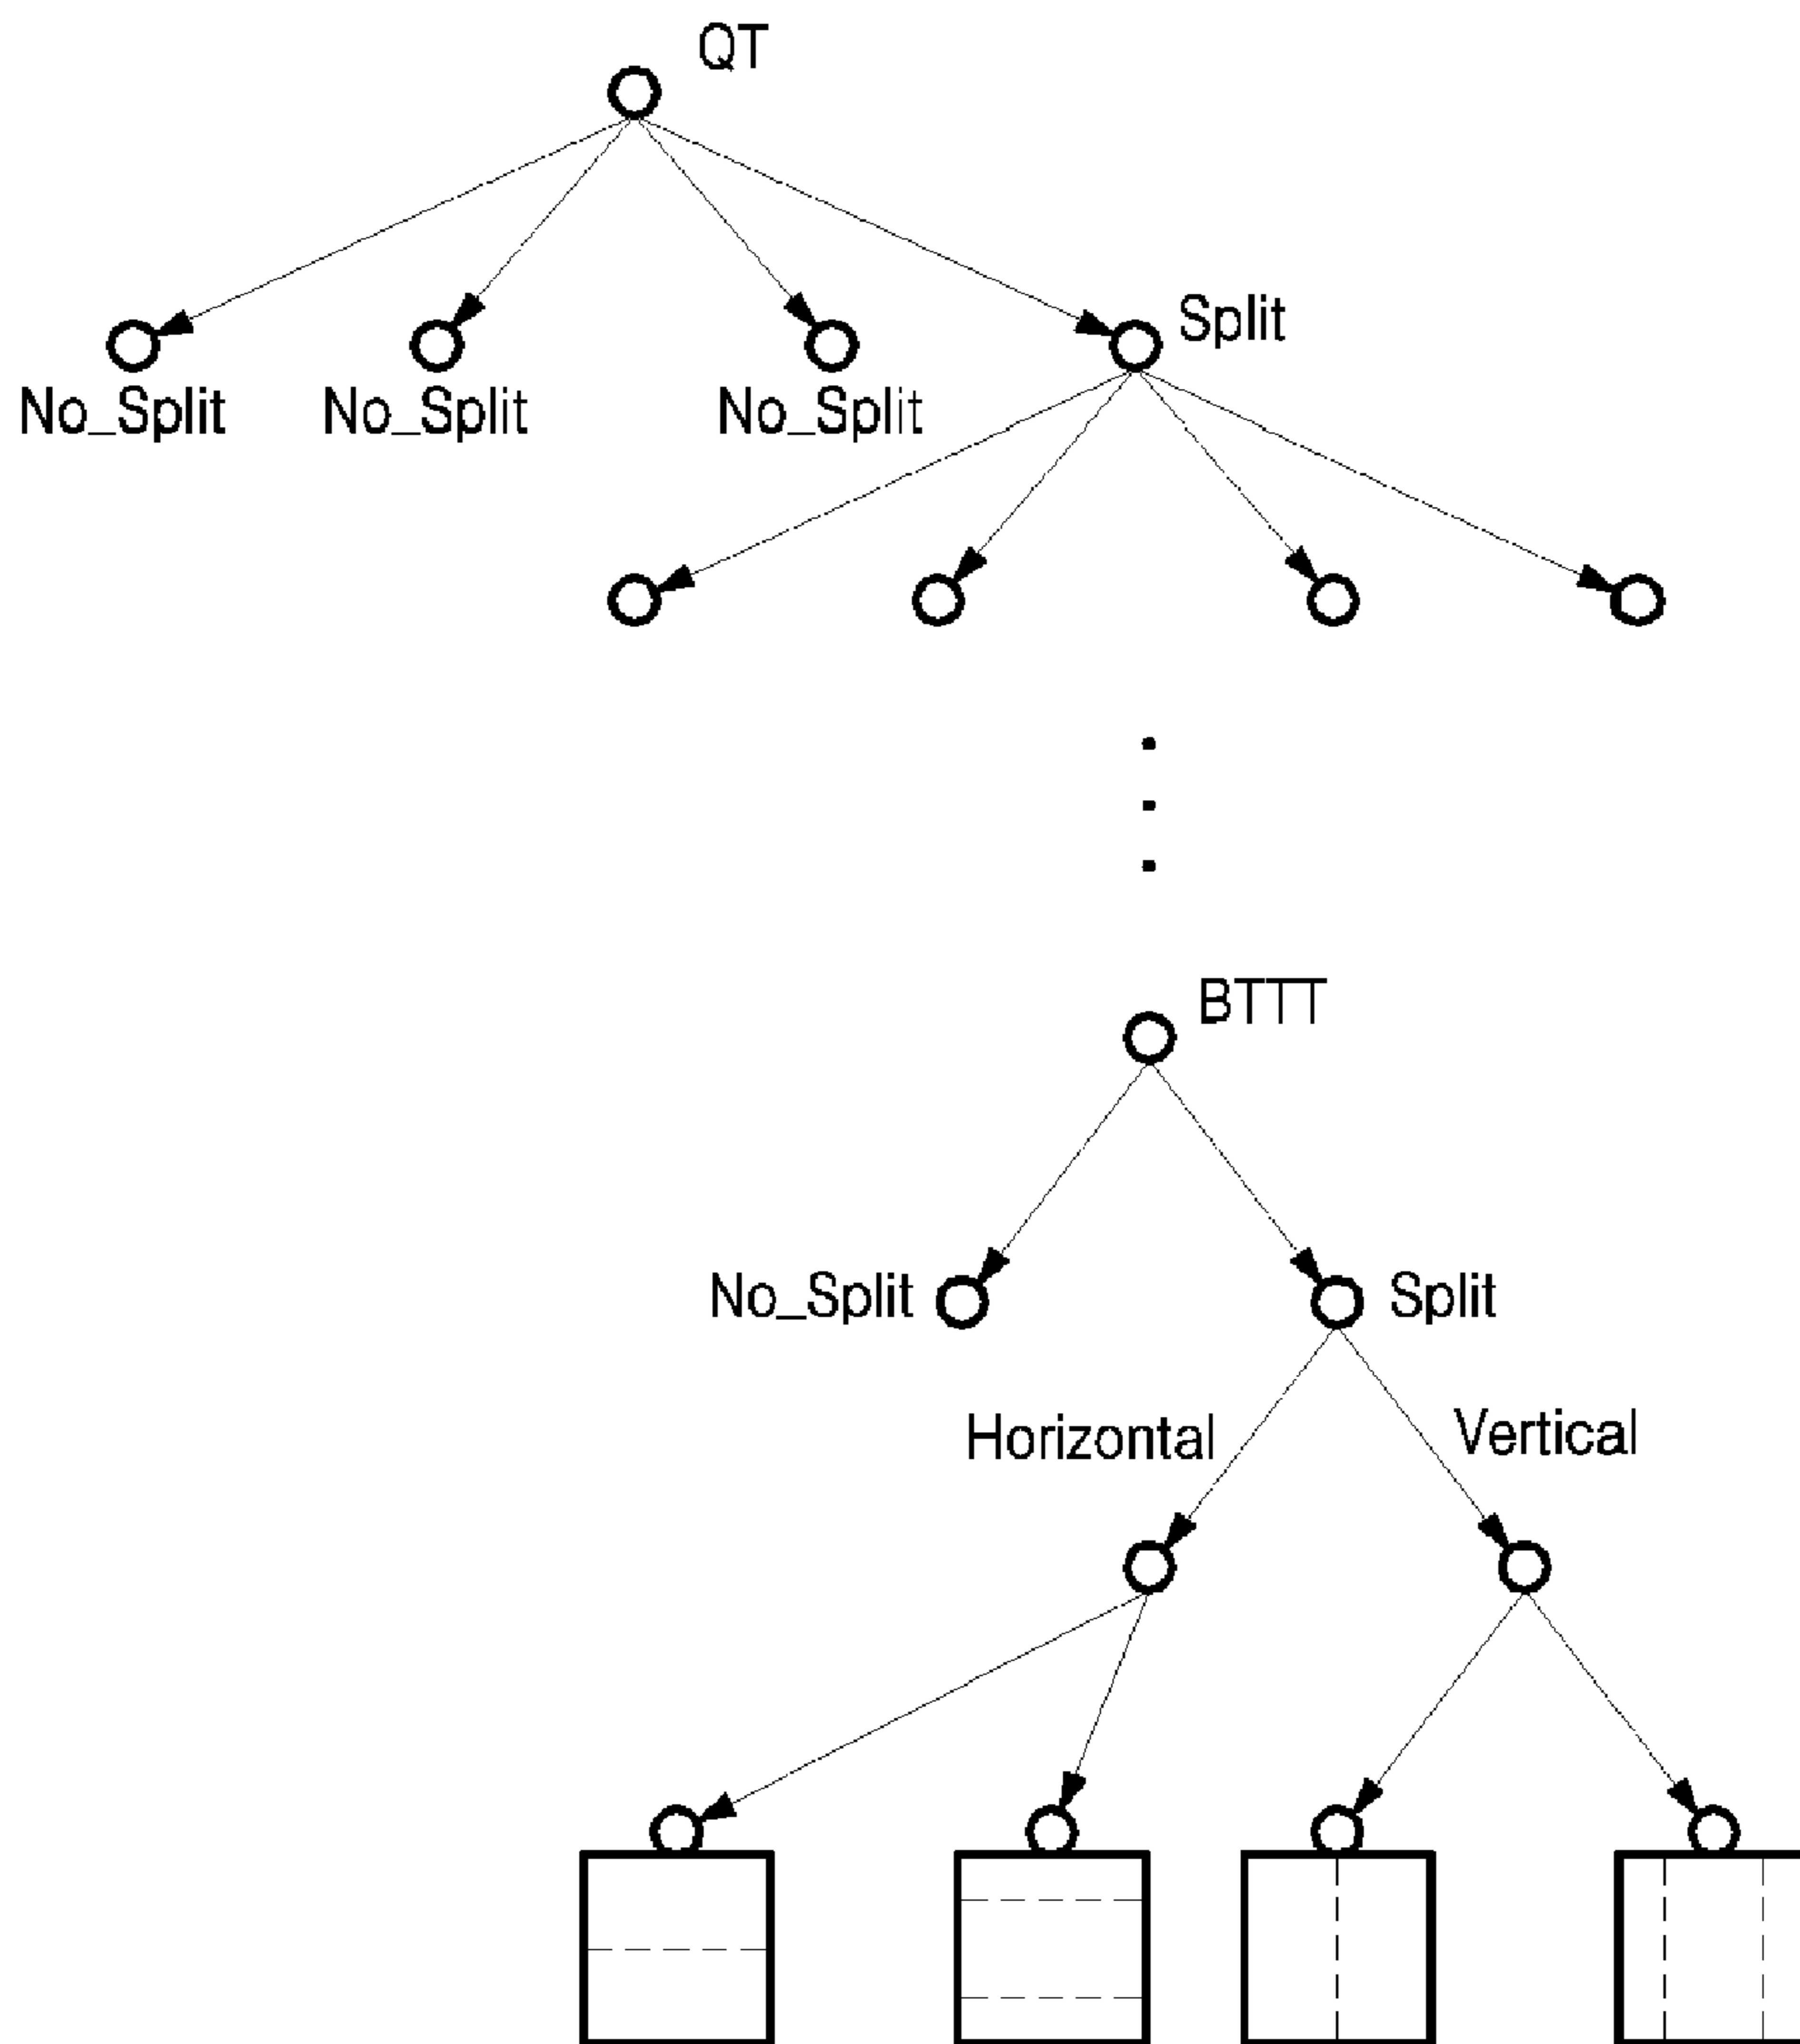 QT
Split
No_Split
No_Split
No_Split
BTTT
No_Split
Split
Horizontal
Vertical